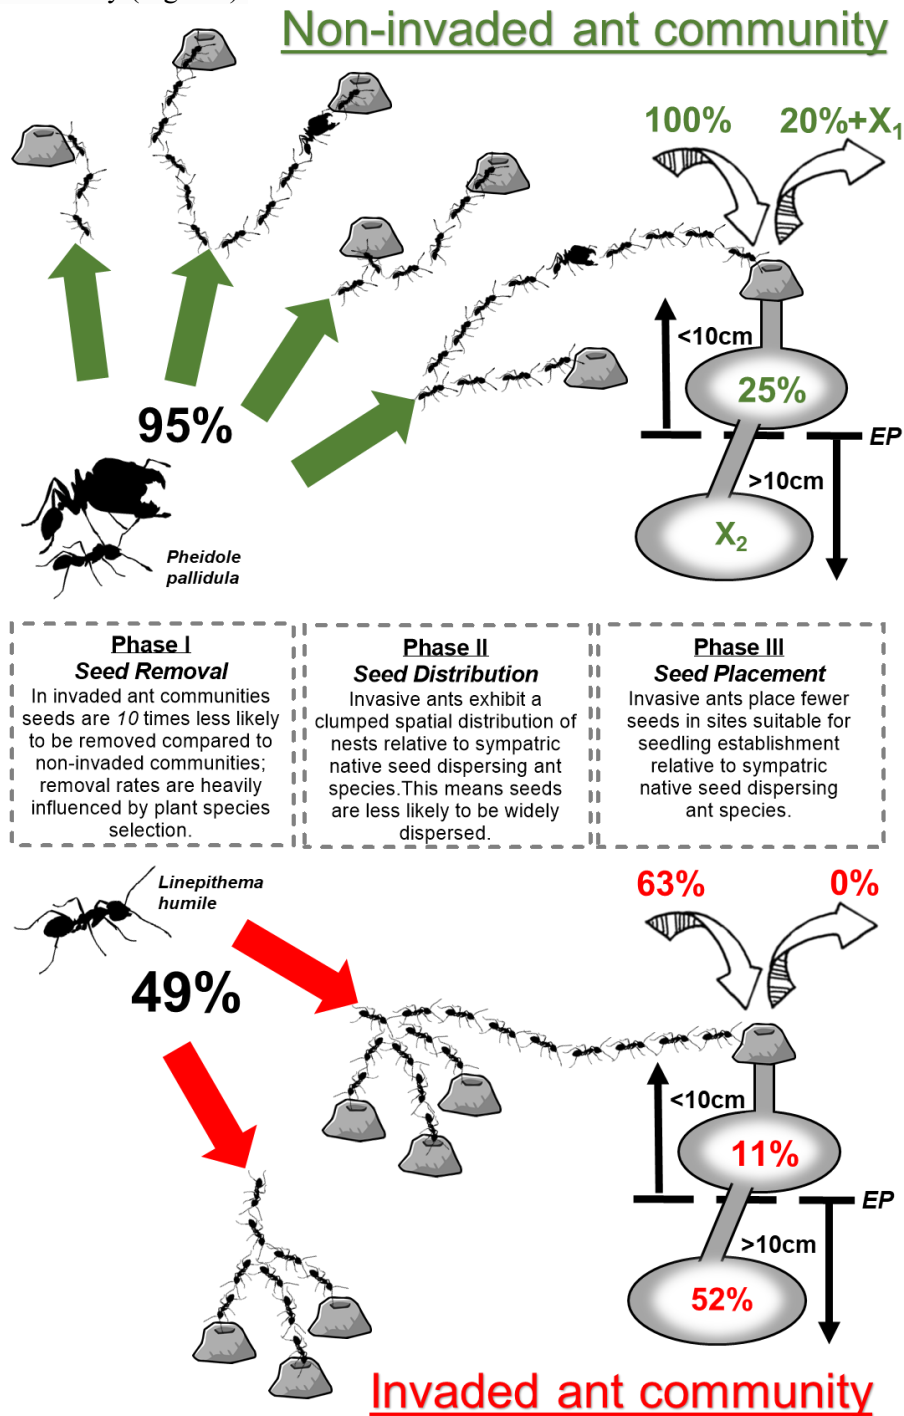 Non-invaded ant community
100%
20%+X₁
<10cm
25%
EP
>10cm
X₂
95%
Pheidole
pallidula
Phase I
Seed Removal
In invaded ant communities
seeds are 10 times less likely
to be removed compared to
non-invaded communities;
removal rates are heavily
influenced by plant species
selection.
Phase II
Seed Distribution
Invasive ants exhibit a
clumped spatial distribution of
nests relative to sympatric
native seed dispersing ant
species.This means seeds
are less likely to be widely
dispersed.
Phase III
Seed Placement
Invasive ants place fewer
seeds in sites suitable for
seedling establishment
relative to sympatric
native seed dispersing
ant species.
Linepithema
humile
49%
63%
0%
<10cm
11%
EP
>10cm
52%
Invaded ant community